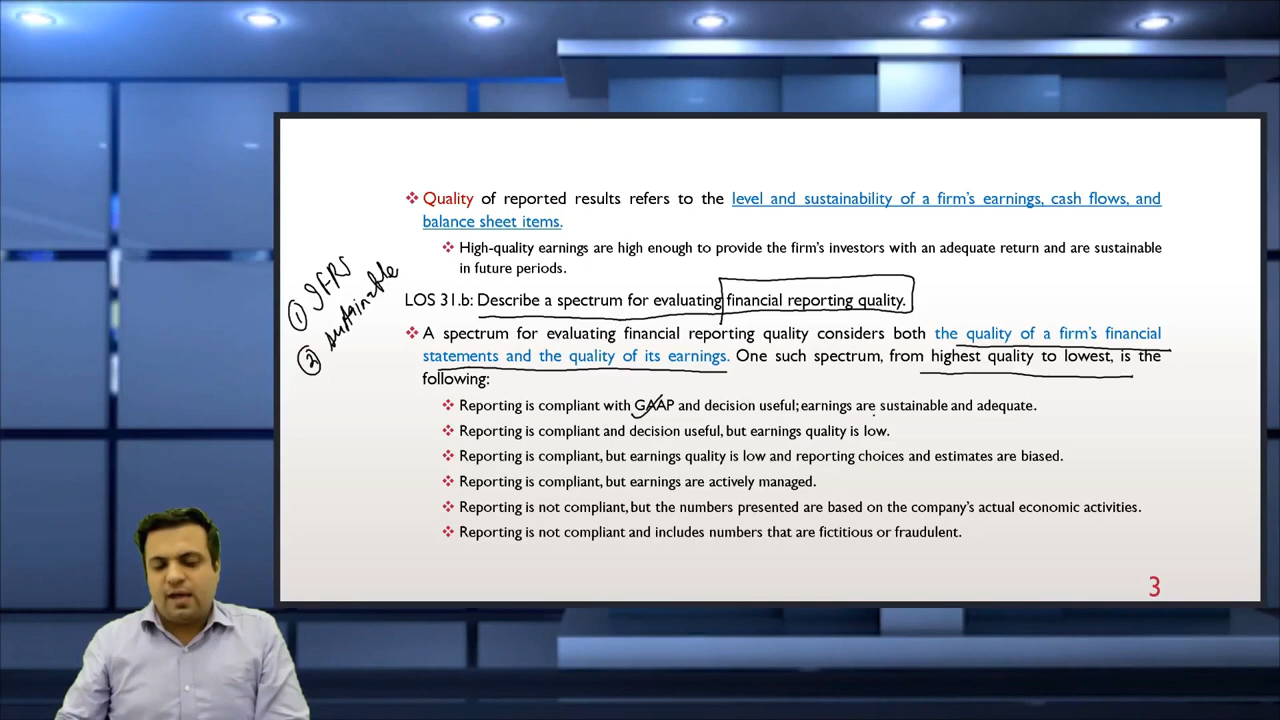 ❖ Quality of reported results refers to the level and sustainability of a firm's earnings, cash flows, and
balance sheet items.
❖ High-quality earnings are high enough to provide the firm's investors with an adequate return and are sustainable
in future periods.
① IFRS
② sustainable
LOS 31.b: Describe a spectrum for evaluating financial reporting quality.
❖ A spectrum for evaluating financial reporting quality considers both the quality of a firm's financial
statements and the quality of its earnings. One such spectrum, from highest quality to lowest, is the
following:
❖ Reporting is compliant with GAAP and decision useful; earnings are sustainable and adequate.
❖ Reporting is compliant and decision useful, but earnings quality is low.
❖ Reporting is compliant, but earnings quality is low and reporting choices and estimates are biased.
❖ Reporting is compliant, but earnings are actively managed.
❖ Reporting is not compliant, but the numbers presented are based on the company's actual economic activities.
❖ Reporting is not compliant and includes numbers that are fictitious or fraudulent.
3